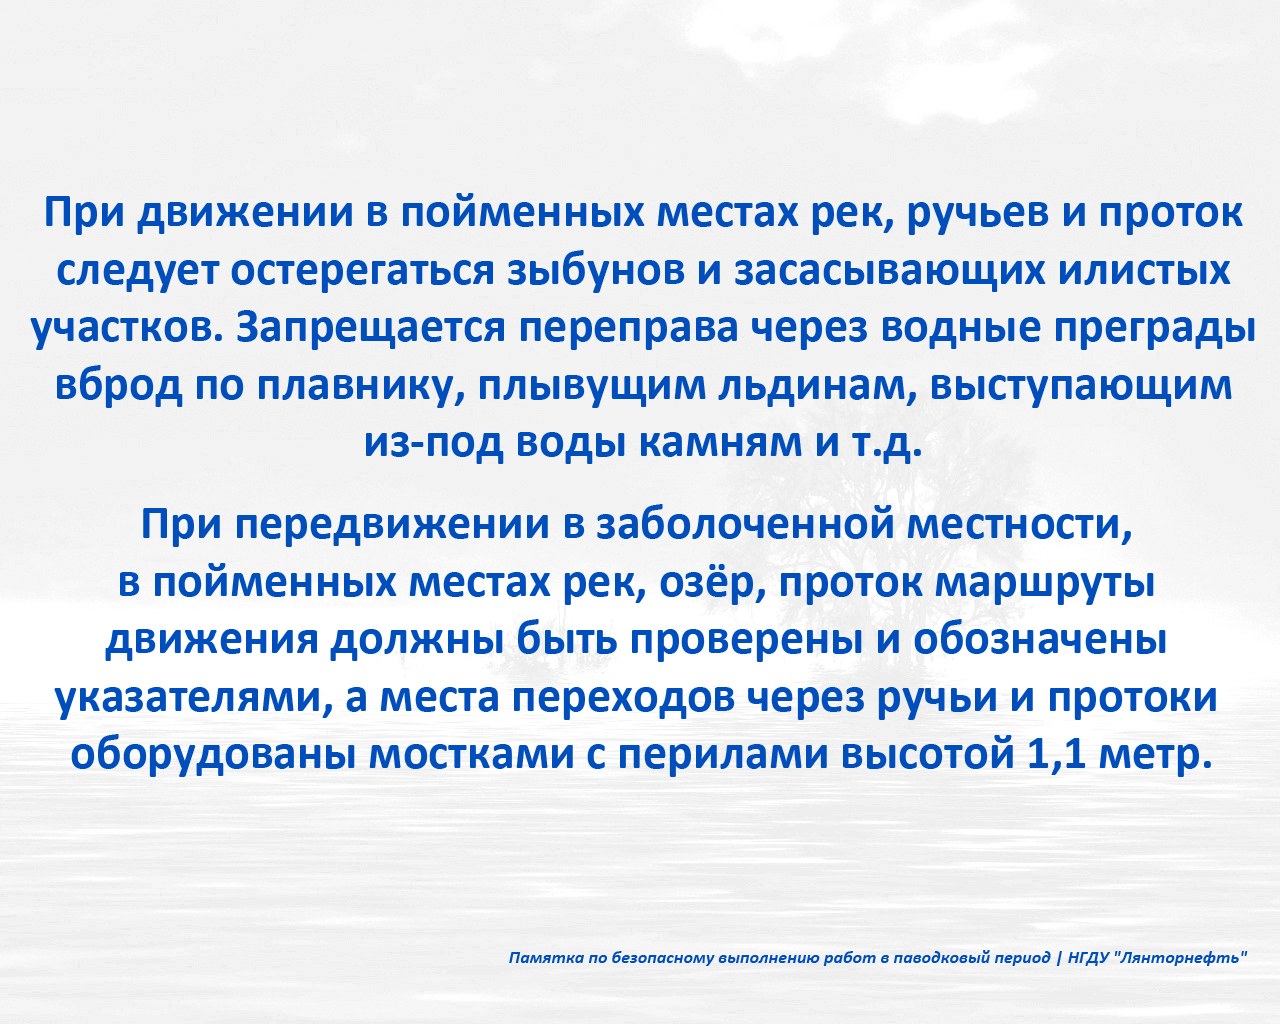 При движении в пойменных местах рек, ручьев и проток
следует остерегаться зыбунов и засасывающих илистых
участков. Запрещается переправа через водные преграды
вброд по плавнику, плывущим льдинам, выступающим
из-под воды камням и т.д.
При передвижении в заболоченной местности,
в пойменных местах рек, озёр, проток маршруты
движения должны быть проверены и обозначены
указателями, а места переходов через ручьи и протоки
оборудованы мостками с перилами высотой 1,1 метр.
Памятка по безопасному выполнению работ в паводковый период | НГДУ "Лянторнефть"